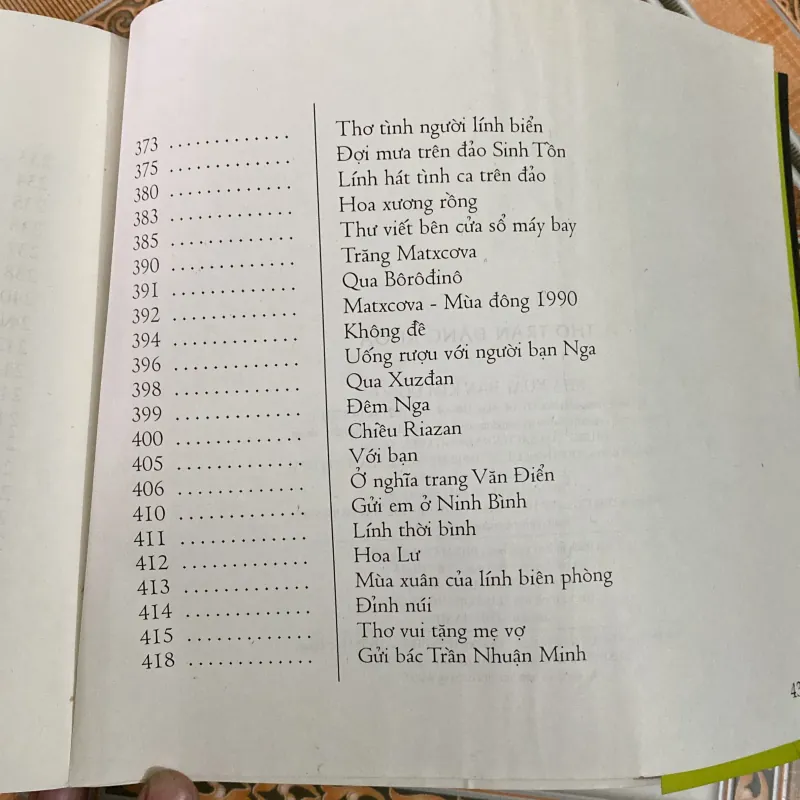 373 ............. Thơ tình người lính biển
375 ............. Đợi mưa trên đảo Sinh Tồn
380 ............. Lính hát tình ca trên đảo
383 ............. Hoa xương rồng
385 ............. Thư viết bên cửa sổ máy bay
390 ............. Trăng Matxcơva
391 ............. Qua Bôrôđinô
392 ............. Matxcơva - Mùa đông 1990
394 ............. Không đề
396 ............. Uống rượu với người bạn Nga
398 ............. Qua Xuzđan
399 ............. Đêm Nga
400 ............. Chiều Riazan
405 ............. Với bạn
406 ............. Ở nghĩa trang Văn Điển
410 ............. Gửi em ở Ninh Bình
411 ............. Lính thời bình
412 ............. Hoa Lư
413 ............. Mùa xuân của lính biên phòng
414 ............. Đỉnh núi
415 ............. Thơ vui tặng mẹ vợ
418 ............. Gửi bác Trần Nhuận Minh